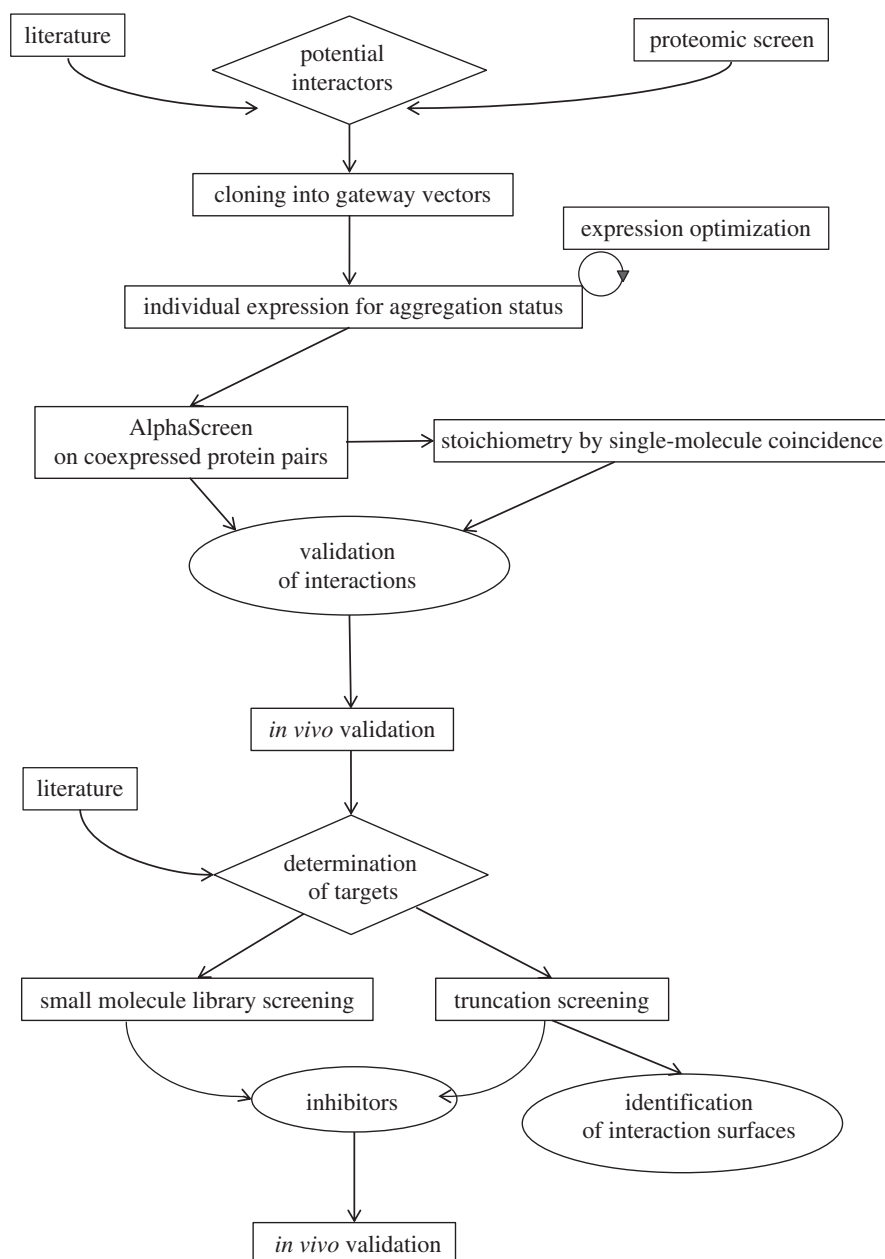 literature
potential
interactors
proteomic screen
cloning into gateway vectors
expression optimization
individual expression for aggregation status
AlphaScreen
on coexpressed protein pairs
stoichiometry by single-molecule coincidence
validation
of interactions
in vivo validation
literature
determination
of targets
small molecule library screening
truncation screening
inhibitors
identification
of interaction surfaces
in vivo validation